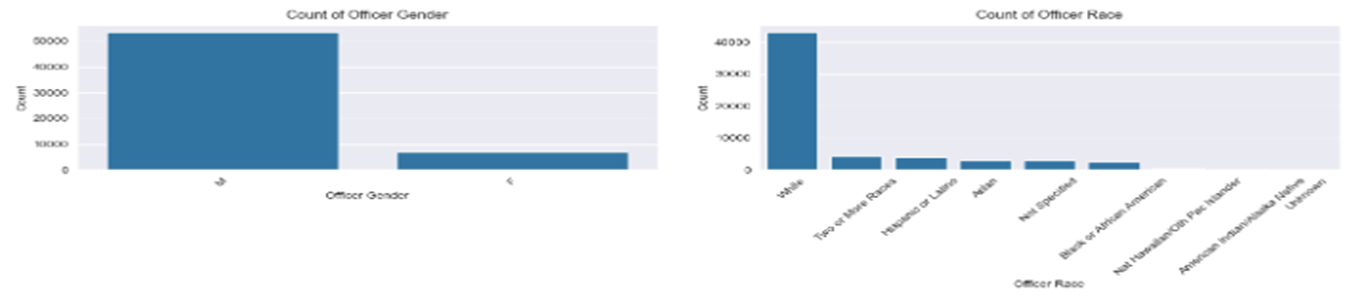 Count of Officer Gender
50000
40000
30000
20000
10000
0
Count
M
F
Officer Gender
Count of Officer Race
40000
30000
20000
10000
0
Count
White
Two or More Races
Hispanic or Latino
Asian
Not Specified
Black or African American
Nat Hawaiian/Oth Pac Islander
American Indian/Alaska Native
Unknown
Officer Race